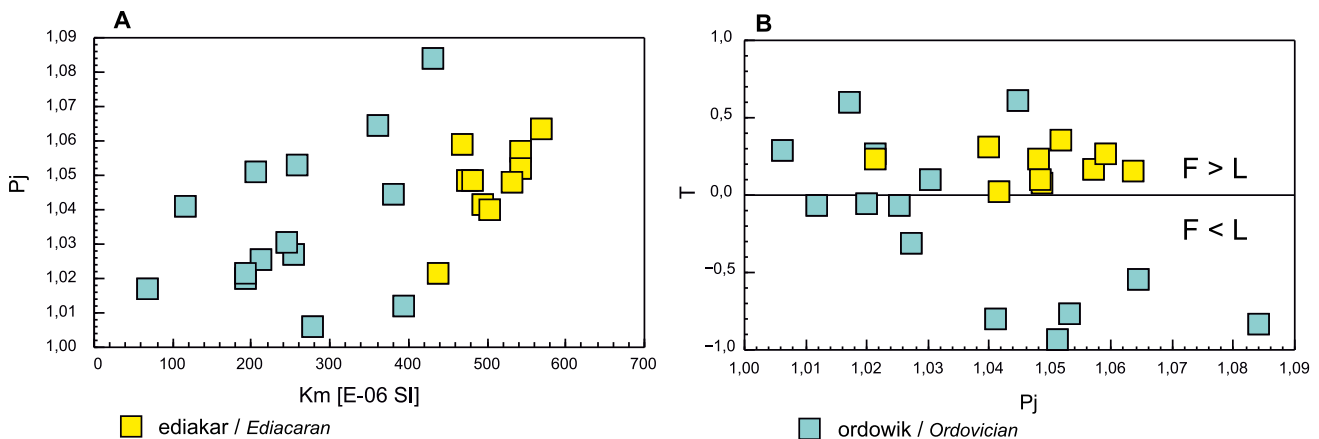 A
Pj
1,09
1,08
1,07
1,06
1,05
1,04
1,03
1,02
1,01
1,00
0 100 200 300 400 500 600 700
Km [E-06 SI]
B
T
1,0
0,5
0,0
−0,5
−1,0
F > L
F < L
1,00 1,01 1,02 1,03 1,04 1,05 1,06 1,07 1,08 1,09
Pj
ediakar / Ediacaran
ordowik / Ordovician